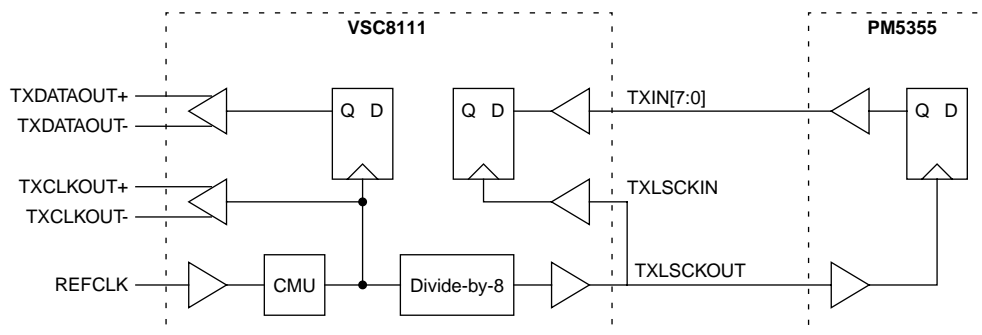 VSC8111
PM5355
TXDATAOUT+
TXDATAOUT-
Q D
Q D
TXIN[7:0]
Q D
TXCLKOUT+
TXCLKOUT-
TXLSCKIN
REFCLK
CMU
Divide-by-8
TXLSCKOUT